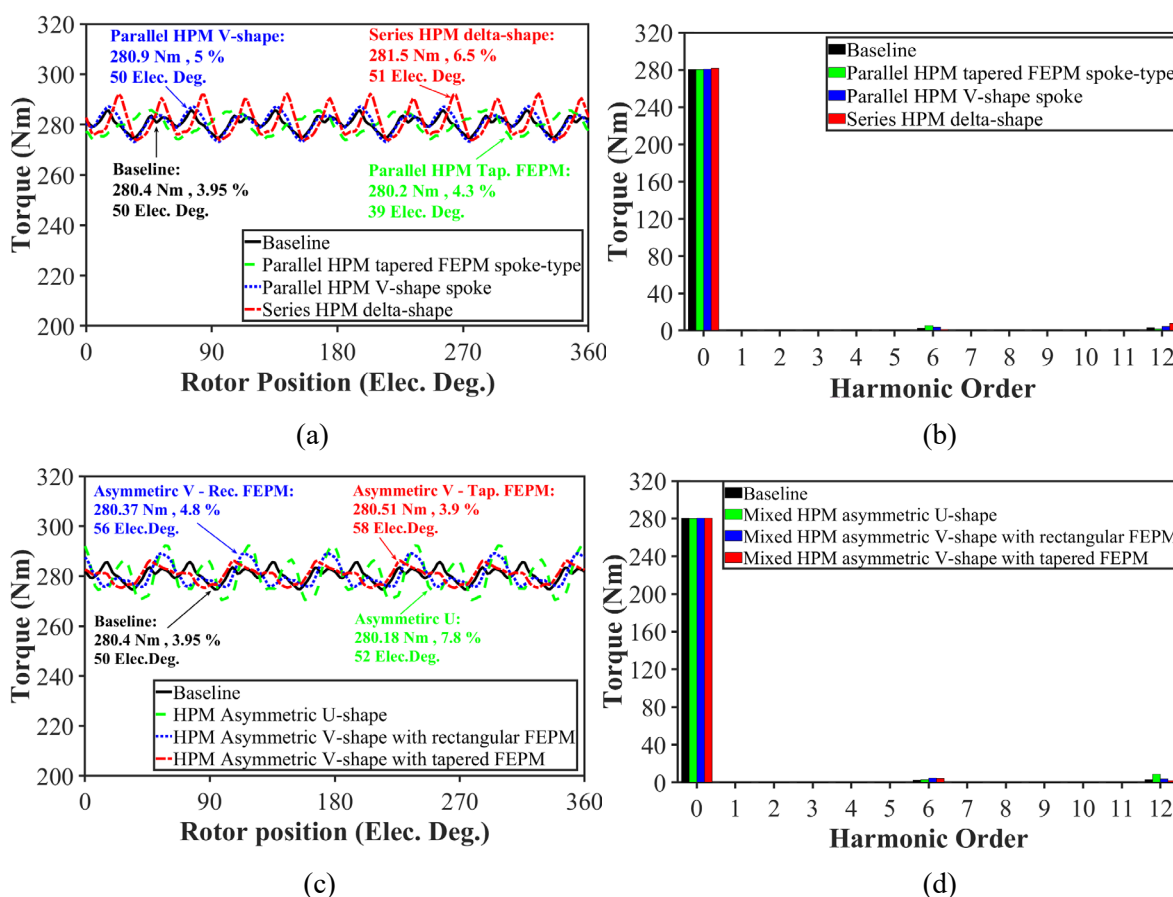 320
300
280
260
240
220
200
Torque (Nm)
Parallel HPM V-shape:
280.9 Nm , 5 %
50 Elec. Deg.
Series HPM delta-shape:
281.5 Nm , 6.5 %
51 Elec. Deg.
Baseline:
280.4 Nm , 3.95 %
50 Elec. Deg.
Parallel HPM Tap. FEPM:
280.2 Nm , 4.3 %
39 Elec. Deg.
Baseline
Parallel HPM tapered FEPM spoke-type
Parallel HPM V-shape spoke
Series HPM delta-shape
0 90 180 270 360
Rotor Position (Elec. Deg.)
(a)
320
280
240
200
160
120
80
40
0
Torque (Nm)
Baseline
Parallel HPM tapered FEPM spoke-type
Parallel HPM V-shape spoke
Series HPM delta-shape
0 1 2 3 4 5 6 7 8 9 10 11 12
Harmonic Order
(b)
320
300
280
260
240
220
200
Torque (Nm)
Asymmetirc V - Rec. FEPM:
280.37 Nm , 4.8 %
56 Elec.Deg.
Asymmetirc V - Tap. FEPM:
280.51 Nm , 3.9 %
58 Elec.Deg.
Baseline:
280.4 Nm , 3.95 %
50 Elec.Deg.
Asymmetirc U:
280.18 Nm , 7.8 %
52 Elec.Deg.
Baseline
HPM Asymmetric U-shape
HPM Asymmetric V-shape with rectangular FEPM
HPM Asymmetric V-shape with tapered FEPM
0 90 180 270 360
Rotor position (Elec. Deg.)
(c)
320
280
240
200
160
120
80
40
0
Torque (Nm)
Baseline
Mixed HPM asymmetric U-shape
Mixed HPM asymmetric V-shape with rectangular FEPM
Mixed HPM asymmetric V-shape with tapered FEPM
0 1 2 3 4 5 6 7 8 9 10 11 12
Harmonic Order
(d)